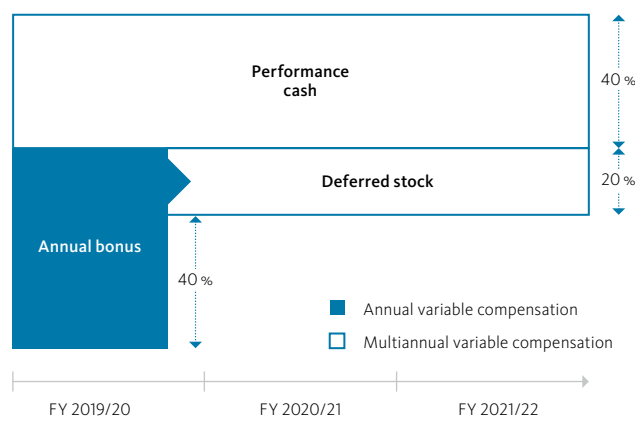 Performance
cash
40 %
Deferred stock
20 %
Annual bonus
40 %
Annual variable compensation
Multiannual variable compensation
FY 2019/20
FY 2020/21
FY 2021/22